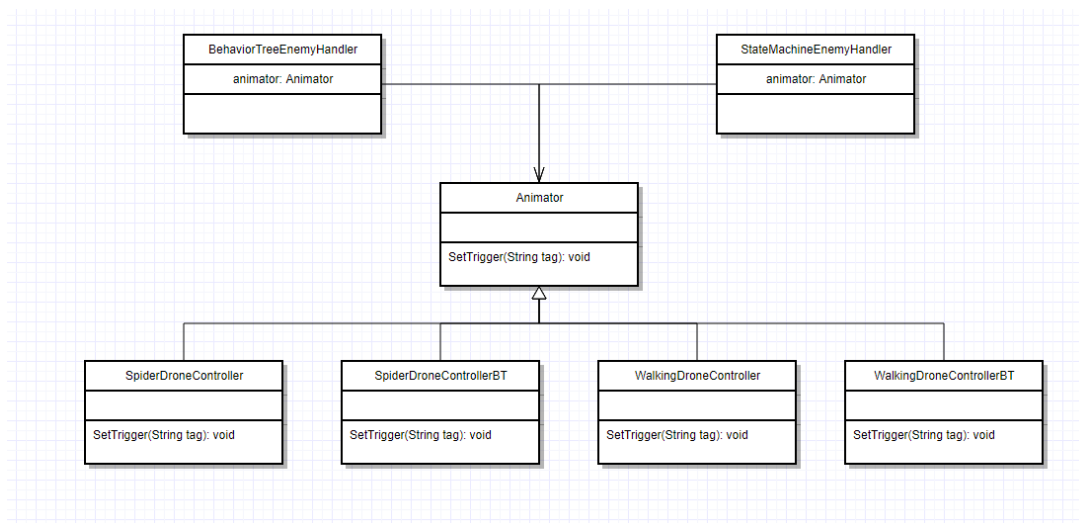 BehaviorTreeEnemyHandler
animator: Animator
StateMachineEnemyHandler
animator: Animator
Animator
SetTrigger(String tag): void
SpiderDroneController
SetTrigger(String tag): void
SpiderDroneControllerBT
SetTrigger(String tag): void
WalkingDroneController
SetTrigger(String tag): void
WalkingDroneControllerBT
SetTrigger(String tag): void